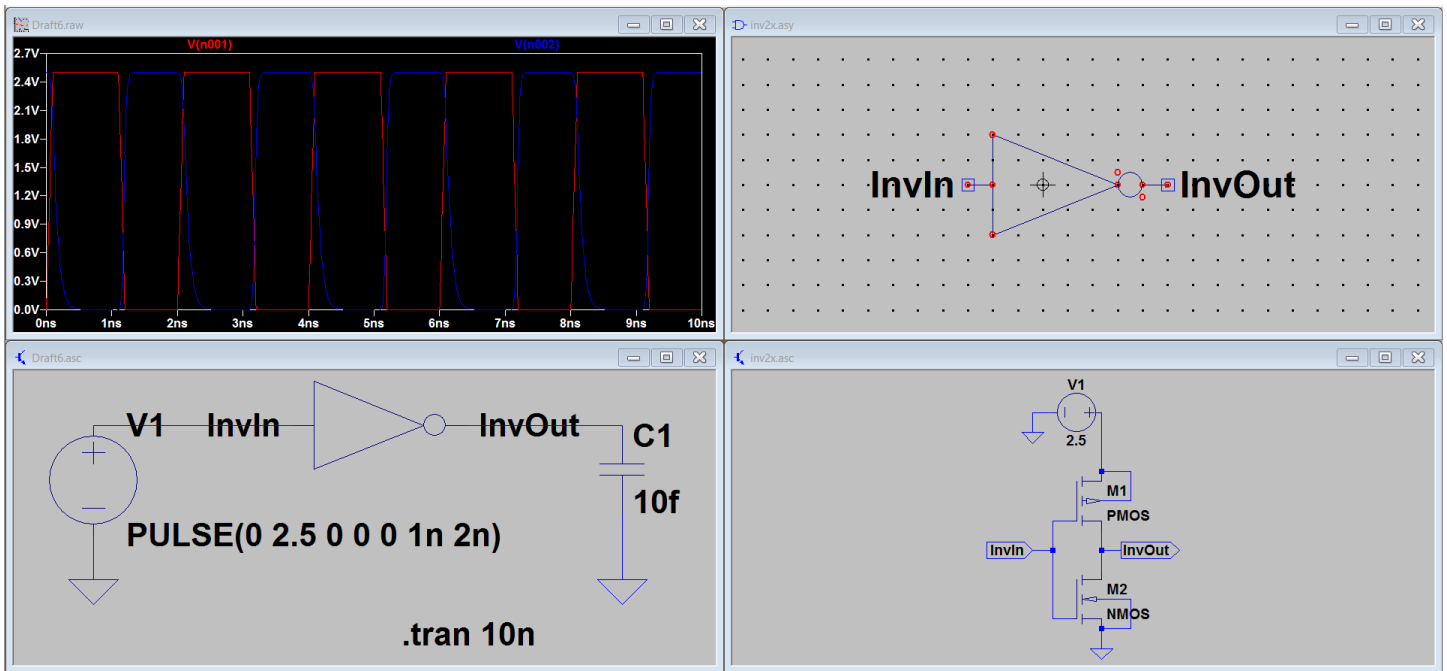 Draft6.raw
V(n001) V(n002)
2.7V
2.4V
2.1V
1.8V
1.5V
1.2V
0.9V
0.6V
0.3V
0.0V
0ns 1ns 2ns 3ns 4ns 5ns 6ns 7ns 8ns 9ns 10ns
inv2x.asy
InvIn InvOut
Draft6.asc
V1 InvIn InvOut C1
10f
PULSE(0 2.5 0 0 0 1n 2n)
.tran 10n
inv2x.asc
V1
2.5
M1
PMOS
InvIn InvOut
M2
NMOS